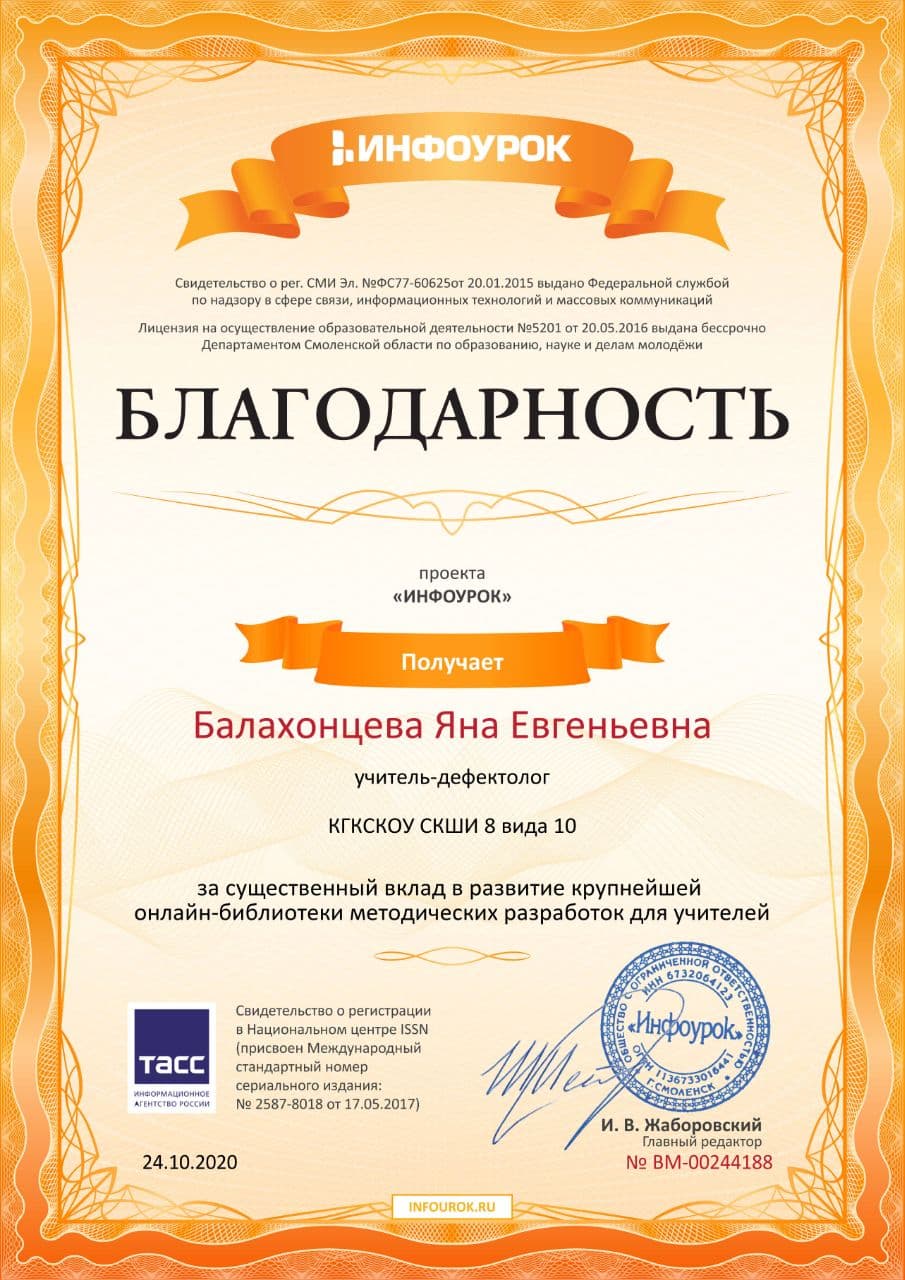 ИНФОУРОК
Свидетельство о рег. СМИ Эл. №ФС77-60625от 20.01.2015 выдано Федеральной службой
по надзору в сфере связи, информационных технологий и массовых коммуникаций
Лицензия на осуществление образовательной деятельности №5201 от 20.05.2016 выдана бессрочно
Департаментом Смоленской области по образованию, науке и делам молодёжи
БЛАГОДАРНОСТЬ
проекта
«ИНФОУРОК»
Получает
Балахонцева Яна Евгеньевна
учитель-дефектолог
КГКСКОУ СКШИ 8 вида 10
за существенный вклад в развитие крупнейшей
онлайн-библиотеки методических разработок для учителей
тасс
ИНФОРМАЦИОННОЕ
АГЕНТСТВО РОССИИ
Свидетельство о регистрации
в Национальном центре ISSN
(присвоен Международный
стандартный номер
сериального издания:
№ 2587-8018 от 17.05.2017)
ОБЩЕСТВО С ОГРАНИЧЕННОЙ ОТВЕТСТВЕННОСТЬЮ
ИНН 6732064123
«Инфоурок»
ОГРН 1136733016441
Г.СМОЛЕНСК
И. В. Жаборовский
Главный редактор
24.10.2020
№ ВМ-00244188
INFOUROK.RU